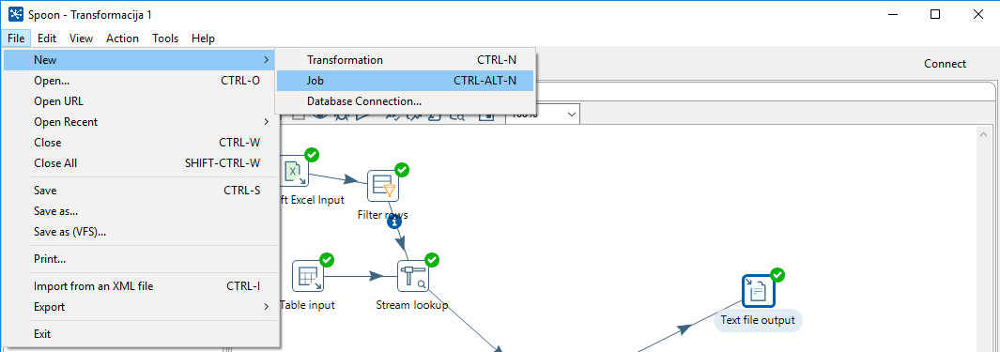 Spoon - Transformacija 1
File Edit View Action Tools Help
New
Transformation CTRL-N
Connect
Open... CTRL-O
Job CTRL-ALT-N
Open URL
Database Connection...
Open Recent
100%
Close CTRL-W
Close All SHIFT-CTRL-W
Save CTRL-S
ft Excel Input
Save as...
Filter rows
Save as (VFS)...
Print...
Import from an XML file CTRL-I
Export
Table input
Stream lookup
Exit
Text file output